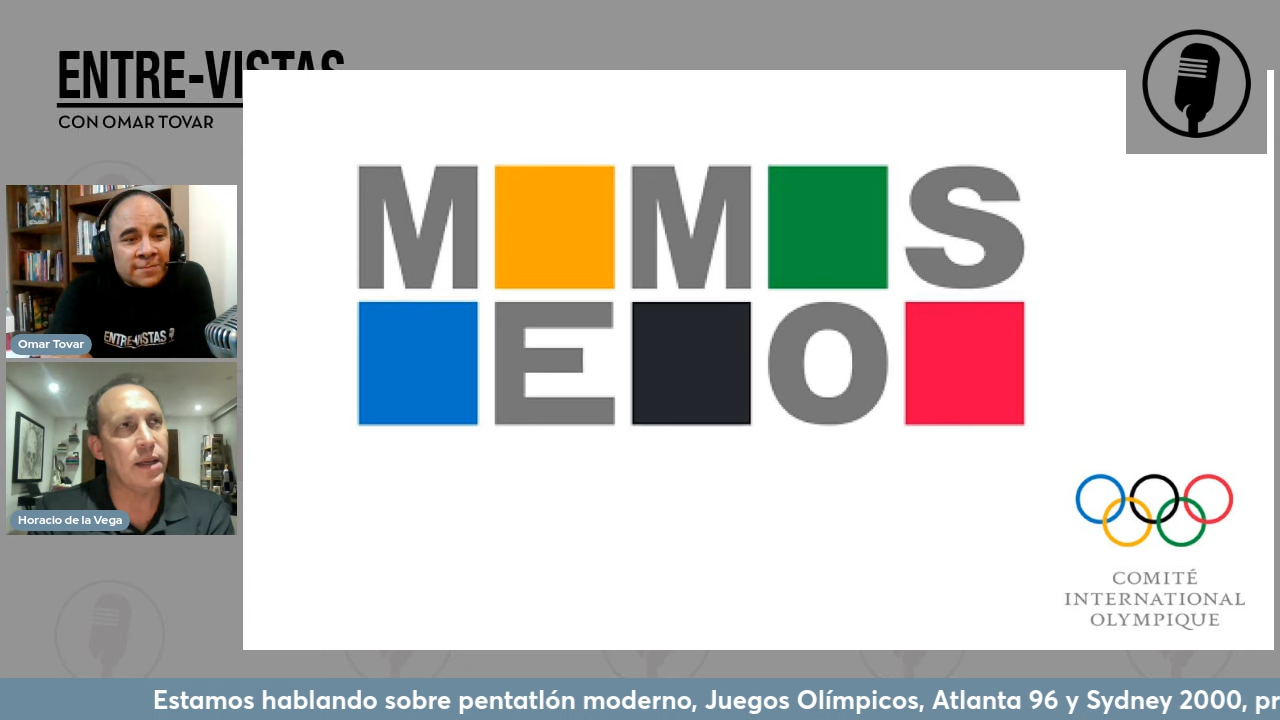 ENTRE-VISTAS
CON OMAR TOVAR
M M S
E O
COMITÉ
INTERNATIONAL
OLYMPIQUE
ENTRE-VISTAS
Omar Tovar
Horacio de la Vega
Estamos hablando sobre pentatlón moderno, Juegos Olímpicos, Atlanta 96 y Sydney 2000, pr